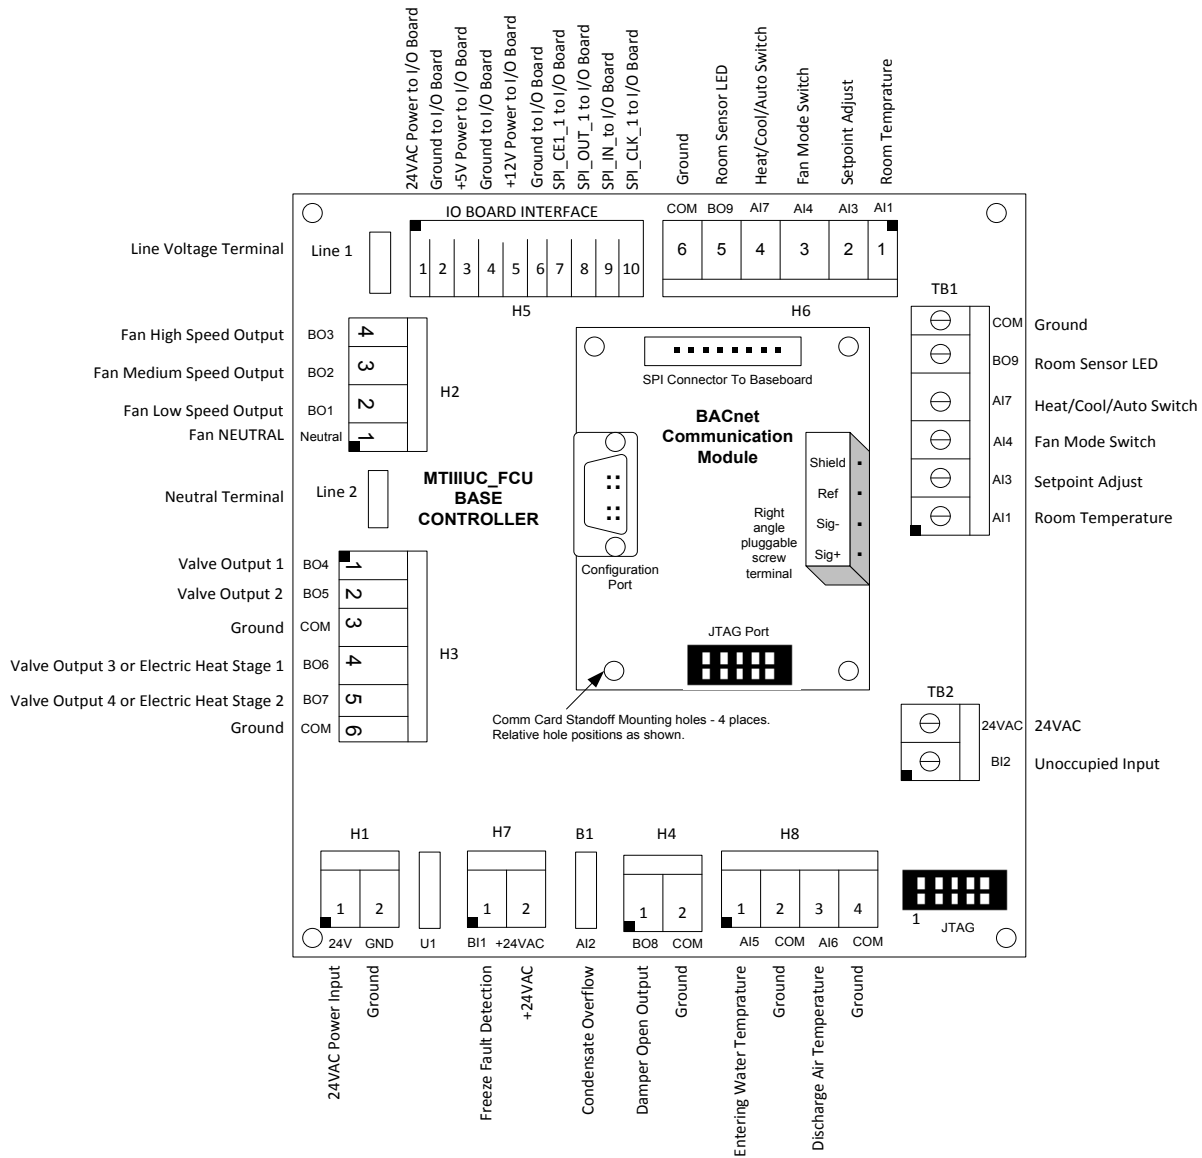 24VAC Power to I/O Board
Ground to I/O Board
+5V Power to I/O Board
Ground to I/O Board
+12V Power to I/O Board
Ground to I/O Board
SPI_CE1_1 to I/O Board
SPI_OUT_1 to I/O Board
SPI_IN_to I/O Board
SPI_CLK_1 to I/O Board
Ground
Room Sensor LED
Heat/Cool/Auto Switch
Fan Mode Switch
Setpoint Adjust
Room Temprature
IO BOARD INTERFACE
1 2 3 4 5 6 7 8 9 10
H5
COM BO9 AI7 AI4 AI3 AI1
6 5 4 3 2 1
H6
Line Voltage Terminal
Line 1
Fan High Speed Output BO3 4
Fan Medium Speed Output BO2 3
Fan Low Speed Output BO1 2
Fan NEUTRAL Neutral 1
H2
Neutral Terminal
Line 2
MTIIIUC_FCU
BASE
CONTROLLER
SPI Connector To Baseboard
BACnet
Communication
Module
Configuration
Port
Shield
Ref
Sig-
Sig+
Right
angle
pluggable
screw
terminal
JTAG Port
Comm Card Standoff Mounting holes - 4 places.
Relative hole positions as shown.
TB1
COM Ground
BO9 Room Sensor LED
AI7 Heat/Cool/Auto Switch
AI4 Fan Mode Switch
AI3 Setpoint Adjust
AI1 Room Temperature
Valve Output 1 BO4 1
Valve Output 2 BO5 2
Ground COM 3
Valve Output 3 or Electric Heat Stage 1 BO6 4
Valve Output 4 or Electric Heat Stage 2 BO7 5
Ground COM 6
H3
TB2
24VAC 24VAC
BI2 Unoccupied Input
H1
1 2
24V GND
24VAC Power Input
Ground
U1
H7
1 2
BI1 +24VAC
Freeze Fault Detection
+24VAC
B1
AI2
Condensate Overflow
H4
1 2
BO8 COM
Damper Open Output
Ground
H8
1 2 3 4
AI5 COM AI6 COM
Entering Water Temprature
Ground
Discharge Air Temperature
Ground
1
JTAG